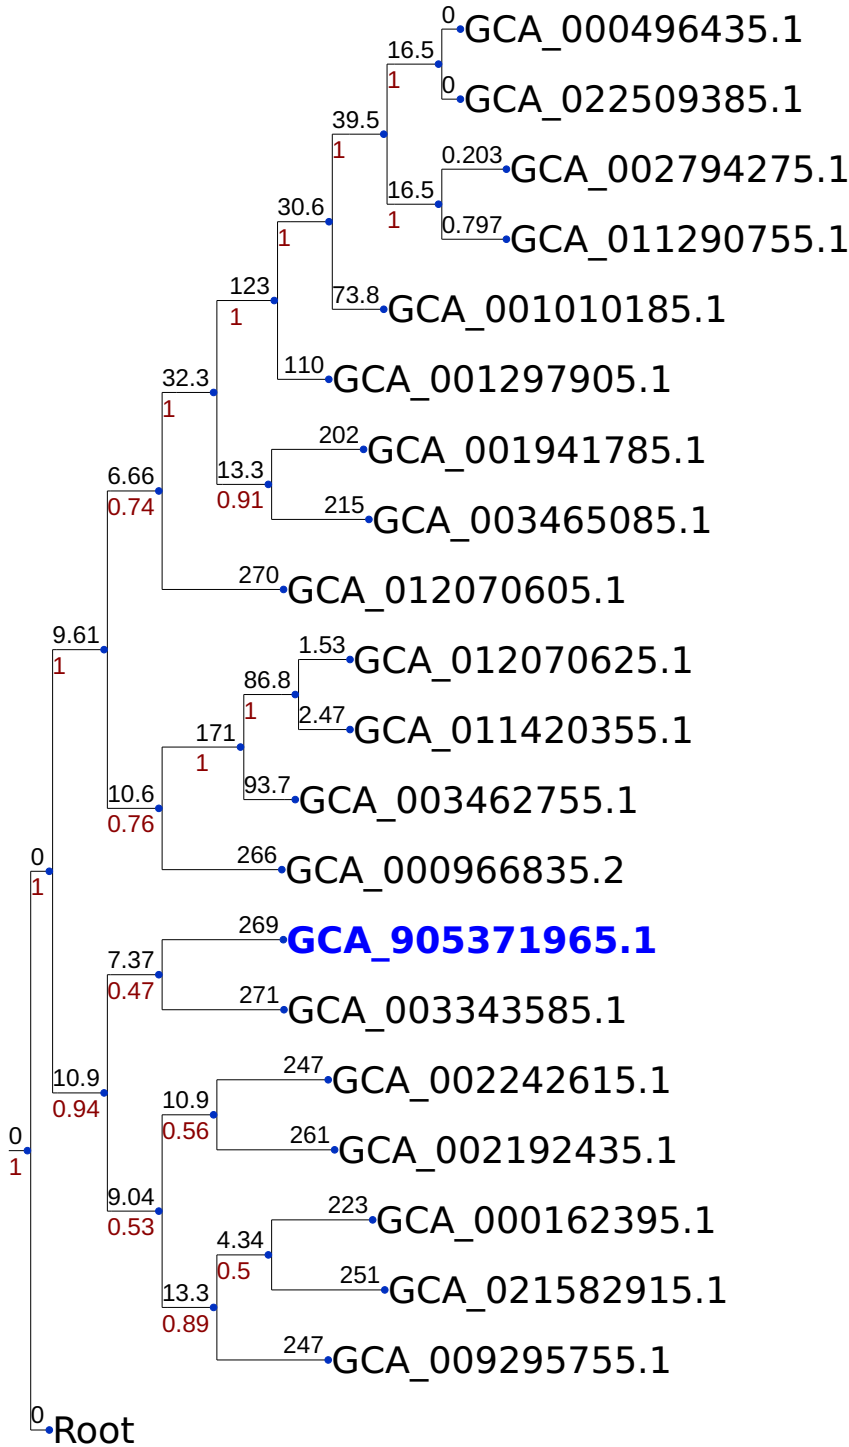 0
GCA_000496435.1
16.5
1
0
GCA_022509385.1
39.5
1
0.203
GCA_002794275.1
16.5
1
0.797
GCA_011290755.1
30.6
1
73.8
GCA_001010185.1
123
1
110
GCA_001297905.1
32.3
1
202
GCA_001941785.1
13.3
0.91
215
GCA_003465085.1
6.66
0.74
270
GCA_012070605.1
9.61
1
1.53
GCA_012070625.1
86.8
1
2.47
GCA_011420355.1
171
1
93.7
GCA_003462755.1
10.6
0.76
266
GCA_000966835.2
0
1
269
GCA_905371965.1
7.37
0.47
271
GCA_003343585.1
10.9
0.94
247
GCA_002242615.1
10.9
0.56
261
GCA_002192435.1
0
1
9.04
0.53
223
GCA_000162395.1
4.34
0.5
251
GCA_021582915.1
13.3
0.89
247
GCA_009295755.1
0
Root